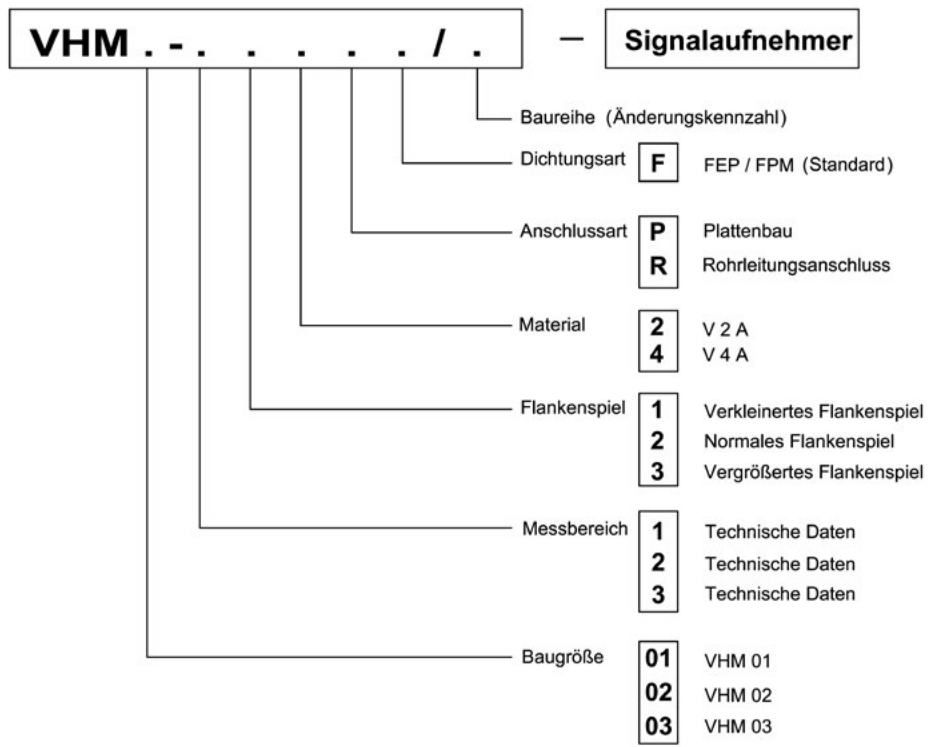 VHM . - . . . . . / . – Signalaufnehmer
Baureihe (Änderungskennzahl)
Dichtungsart F FEP / FPM (Standard)
Anschlussart P Plattenbau
R Rohrleitungsanschluss
Material 2 V 2 A
4 V 4 A
Flankenspiel 1 Verkleinertes Flankenspiel
2 Normales Flankenspiel
3 Vergrößertes Flankenspiel
Messbereich 1 Technische Daten
2 Technische Daten
3 Technische Daten
Baugröße 01 VHM 01
02 VHM 02
03 VHM 03